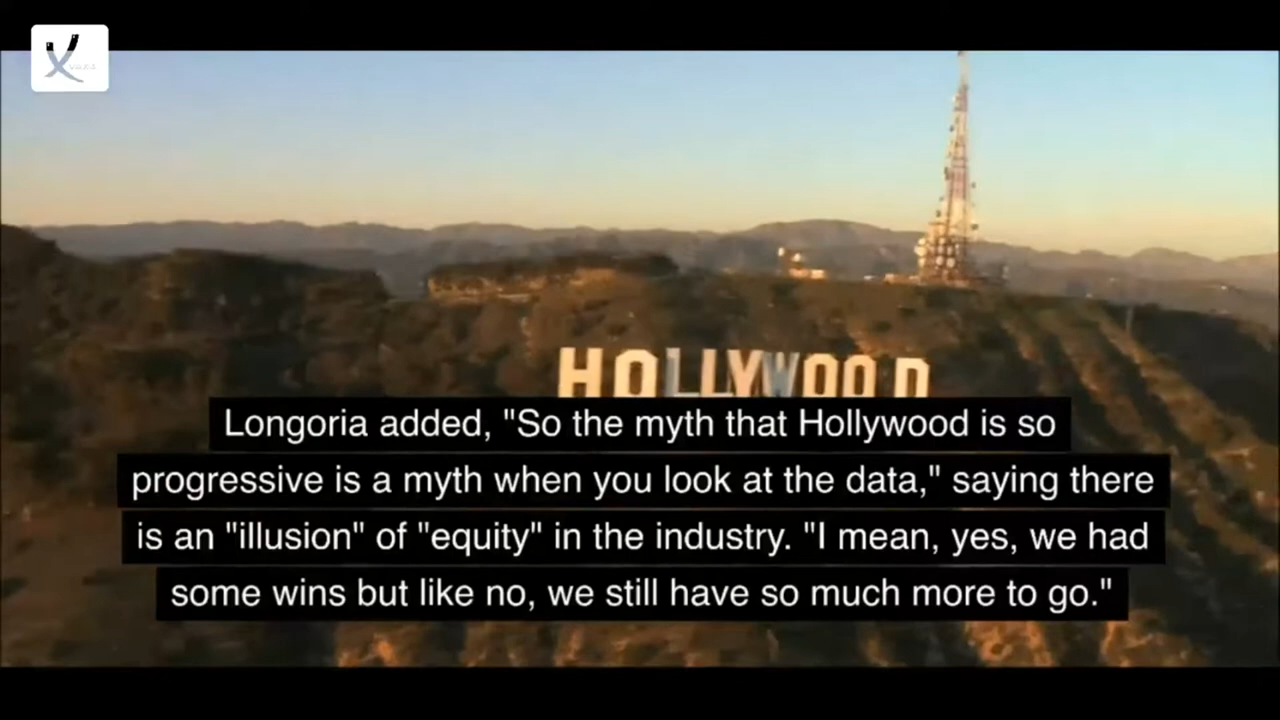 HOLLYWOOD
Longoria added, "So the myth that Hollywood is so
progressive is a myth when you look at the data," saying there
is an "illusion" of "equity" in the industry. "I mean, yes, we had
some wins but like no, we still have so much more to go."